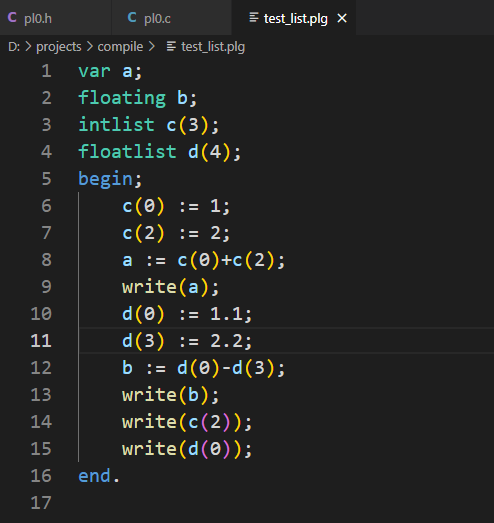 C pl0.h C pl0.c test_list.plg ×
D: > projects > compile > test_list.plg
1 var a;
2 floating b;
3 intlist c(3);
4 floatlist d(4);
5 begin;
6 c(0) := 1;
7 c(2) := 2;
8 a := c(0)+c(2);
9 write(a);
10 d(0) := 1.1;
11 d(3) := 2.2;
12 b := d(0)-d(3);
13 write(b);
14 write(c(2));
15 write(d(0));
16 end.
17